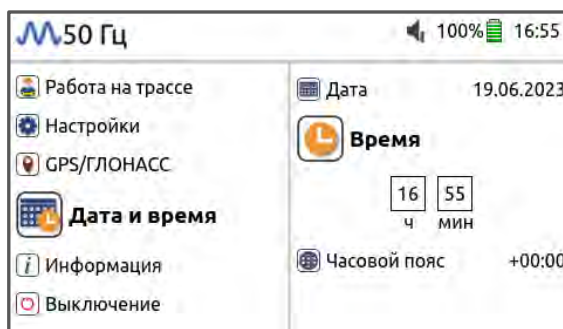 50 Гц 100% 16:55
Работа на трассе
Настройки
GPS/ГЛОНАСС
Дата и время
Информация
Выключение
Дата 19.06.2023
Время
16 55
ч мин
Часовой пояс +00:00